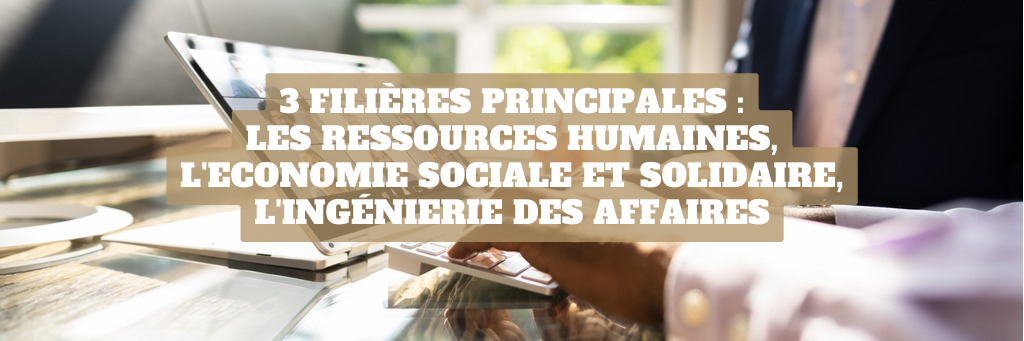 3 FILIÈRES PRINCIPALES :
LES RESSOURCES HUMAINES,
L'ECONOMIE SOCIALE ET SOLIDAIRE,
L'INGÉNIERIE DES AFFAIRES